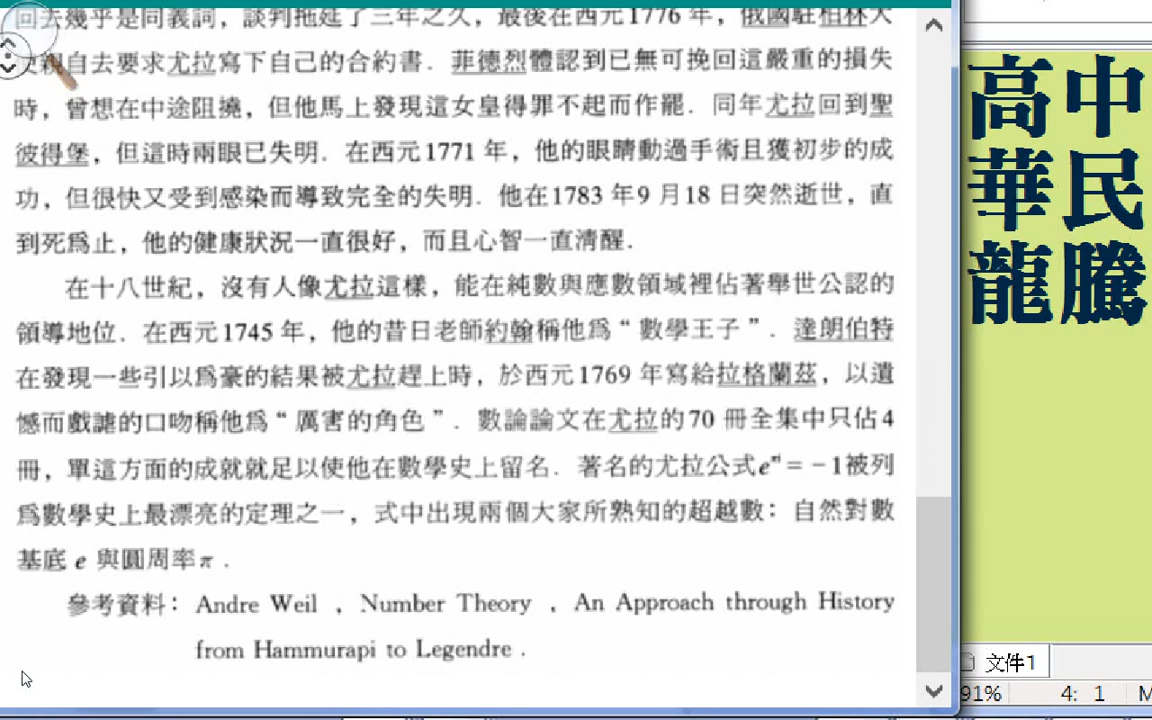 回去幾乎是同義詞，談判拖延了三年之久，最後在西元1776 年，俄國駐柏林大
使親自去要求尤拉寫下自己的合約書．菲德烈體認到已無可挽回這嚴重的損失
時，曾想在中途阻撓，但他馬上發現這女皇得罪不起而作罷．同年尤拉回到聖
彼得堡，但這時兩眼已失明．在西元1771 年，他的眼睛動過手術且獲初步的成
功，但很快又受到感染而導致完全的失明．他在1783 年9 月18 日突然逝世，直
到死爲止，他的健康狀況一直很好，而且心智一直清醒．
在十八世紀，沒有人像尤拉這樣，能在純數與應數領域裡佔著舉世公認的
領導地位．在西元1745 年，他的昔日老師約翰稱他爲“數學王子”．達朗伯特
在發現一些引以爲豪的結果被尤拉趕上時，於西元1769 年寫給拉格蘭茲，以遺
憾而戲謔的口吻稱他爲“厲害的角色”．數論論文在尤拉的70 冊全集中只佔4
冊，單這方面的成就就足以使他在數學史上留名．著名的尤拉公式e^πi = −1被列
爲數學史上最漂亮的定理之一，式中出現兩個大家所熟知的超越數：自然對數
基底 e 與圓周率π．
參考資料：Andre Weil , Number Theory , An Approach through History
from Hammurapi to Legendre .
高中
華民
龍騰
文件1
91% 4: 1